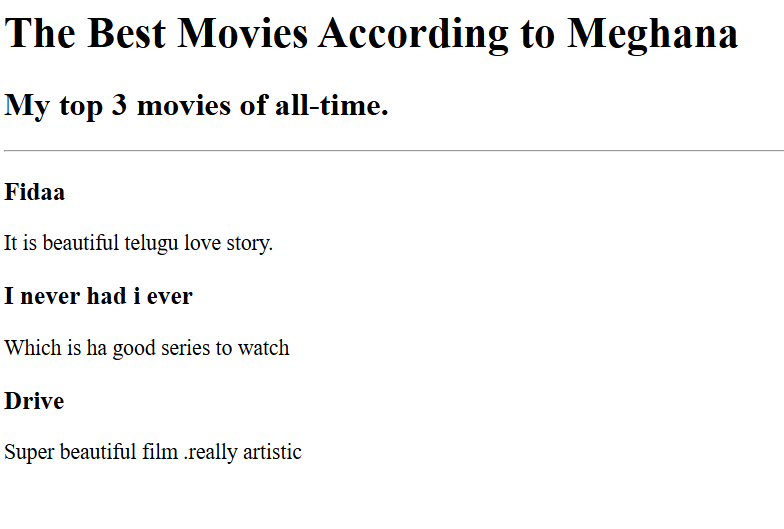 The Best Movies According to Meghana
My top 3 movies of all-time.
Fidaa
It is beautiful telugu love story.
I never had i ever
Which is ha good series to watch
Drive
Super beautiful film .really artistic